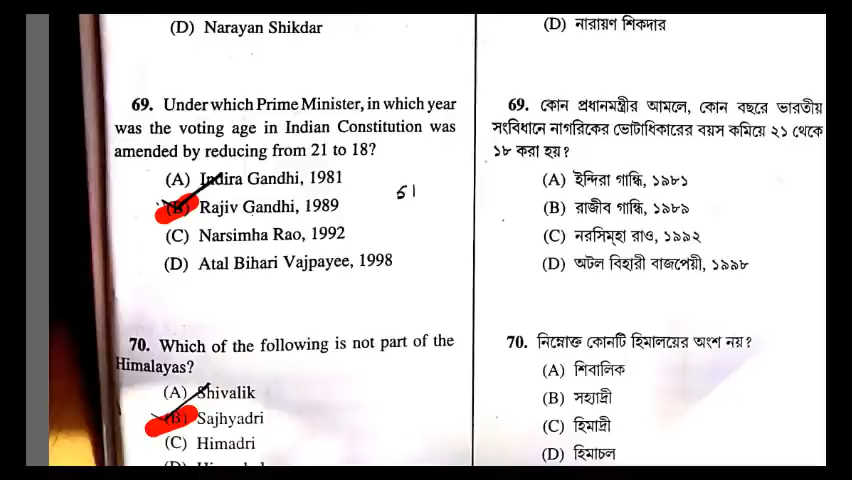 (D) Narayan Shikdar
69. Under which Prime Minister, in which year
was the voting age in Indian Constitution was
amended by reducing from 21 to 18?
(A) Indira Gandhi, 1981
(B) Rajiv Gandhi, 1989
51
(C) Narsimha Rao, 1992
(D) Atal Bihari Vajpayee, 1998
70. Which of the following is not part of the
Himalayas?
(A) Shivalik
(B) Sajhyadri
(C) Himadri
(D) নারায়ণ শিকদার
69. কোন প্রধানমন্ত্রীর আমলে, কোন বছরে ভারতীয়
সংবিধানে নাগরিকের ভোটাধিকারের বয়স কমিয়ে ২১ থেকে
১৮ করা হয়?
(A) ইন্দিরা গান্ধি, ১৯৮১
(B) রাজীব গান্ধি, ১৯৮৯
(C) নরসিম্‌হা রাও, ১৯৯২
(D) অটল বিহারী বাজপেয়ী, ১৯৯৮
70. নিম্নোক্ত কোনটি হিমালয়ের অংশ নয়?
(A) শিবালিক
(B) সহ্যাদ্রী
(C) হিমাদ্রী
(D) হিমাচল